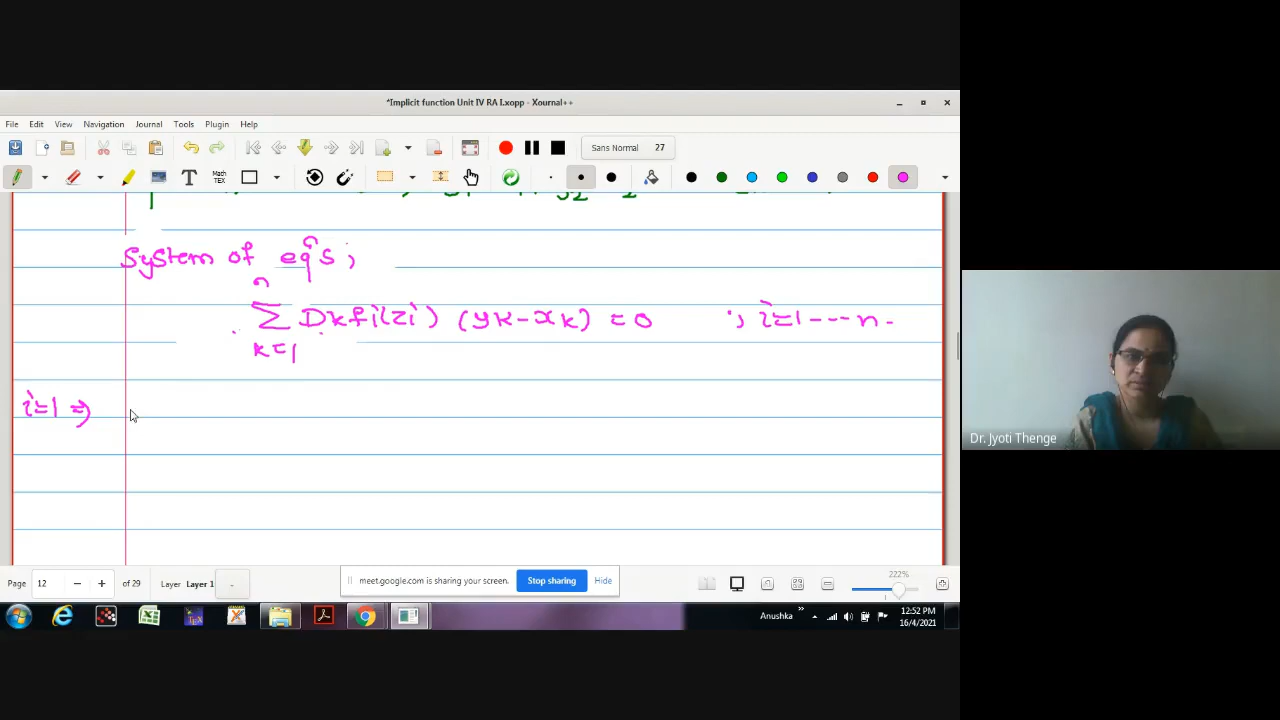 *Implicit function Unit IV RA I.xopp - Xournal++
File Edit View Navigation Journal Tools Plugin Help
Sans Normal 27
System of eqns;
n
∑ Dkfi(zi) (yk-xk) = 0 ; i=1---n.
k=1
i=1 ⇒
Dr. Jyoti Thenge
Page 12 of 29 Layer Layer 1
meet.google.com is sharing your screen. Stop sharing Hide
222%
Anushka
12:52 PM
16/4/2021